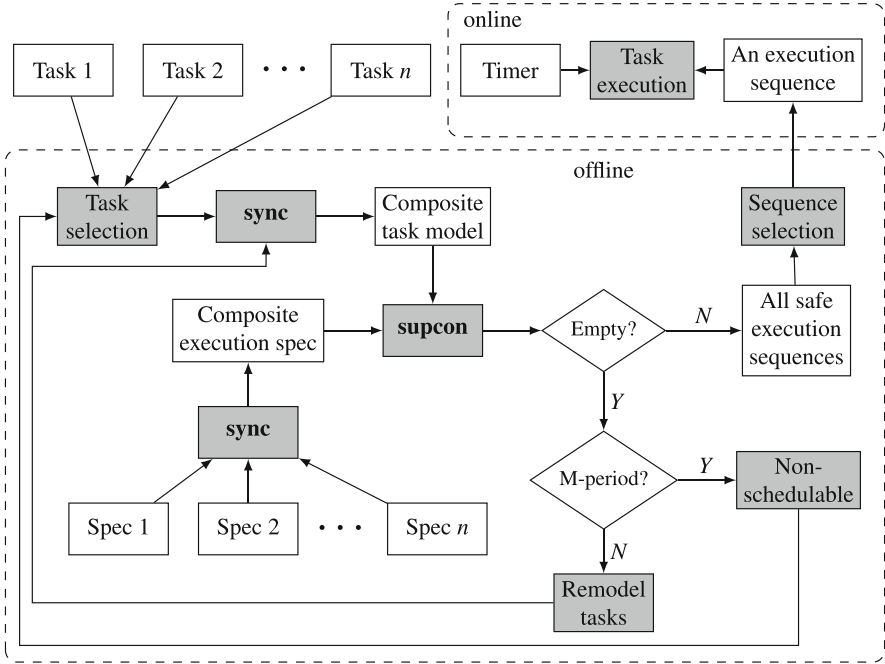 online
Task 1
Task 2
. . .
Task n
Timer
Task
execution
An execution
sequence
offline
Task
selection
sync
Composite
task model
Sequence
selection
Composite
execution spec
supcon
Empty?
N
All safe
execution
sequences
Y
sync
M-period?
Y
Non-
schedulable
Spec 1
Spec 2
. . .
Spec n
N
Remodel
tasks